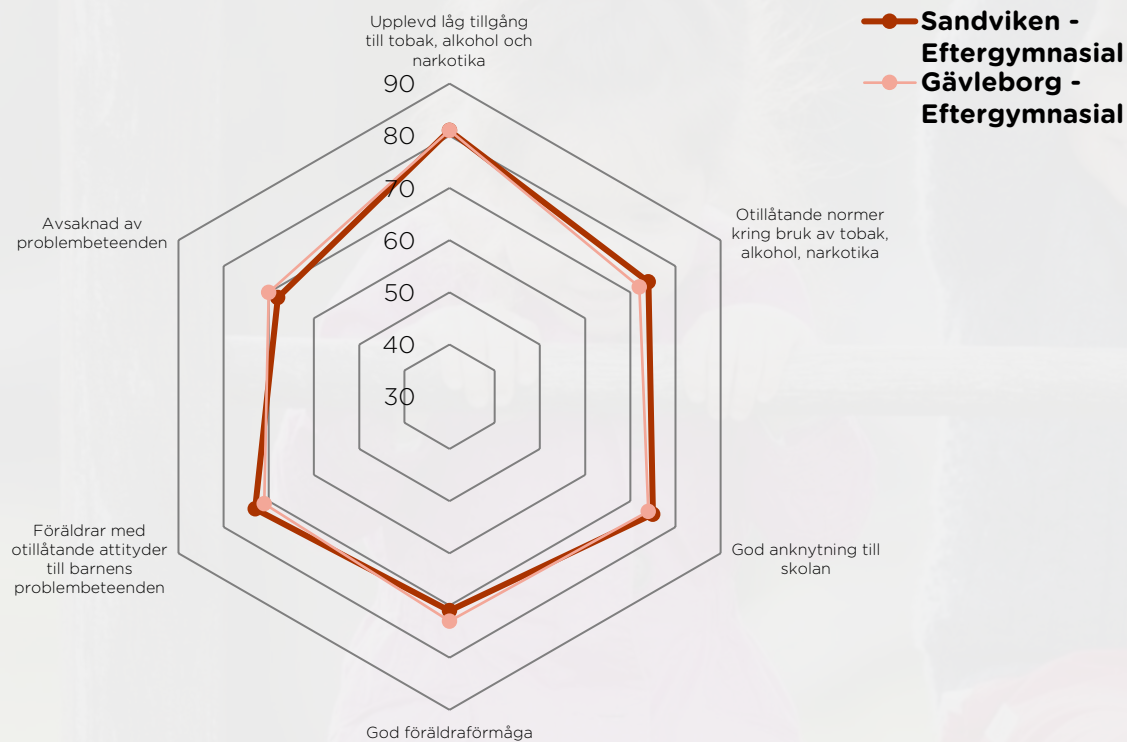 Upplevd låg tillgång
till tobak, alkohol och
narkotika
Sandviken -
Eftergymnasial
Gävleborg -
Eftergymnasial
90
80
70
60
50
40
30
Otillåtande normer
kring bruk av tobak,
alkohol, narkotika
God anknytning till
skolan
God föräldraförmåga
Föräldrar med
otillåtande attityder
till barnens
problembeteenden
Avsaknad av
problembeteenden